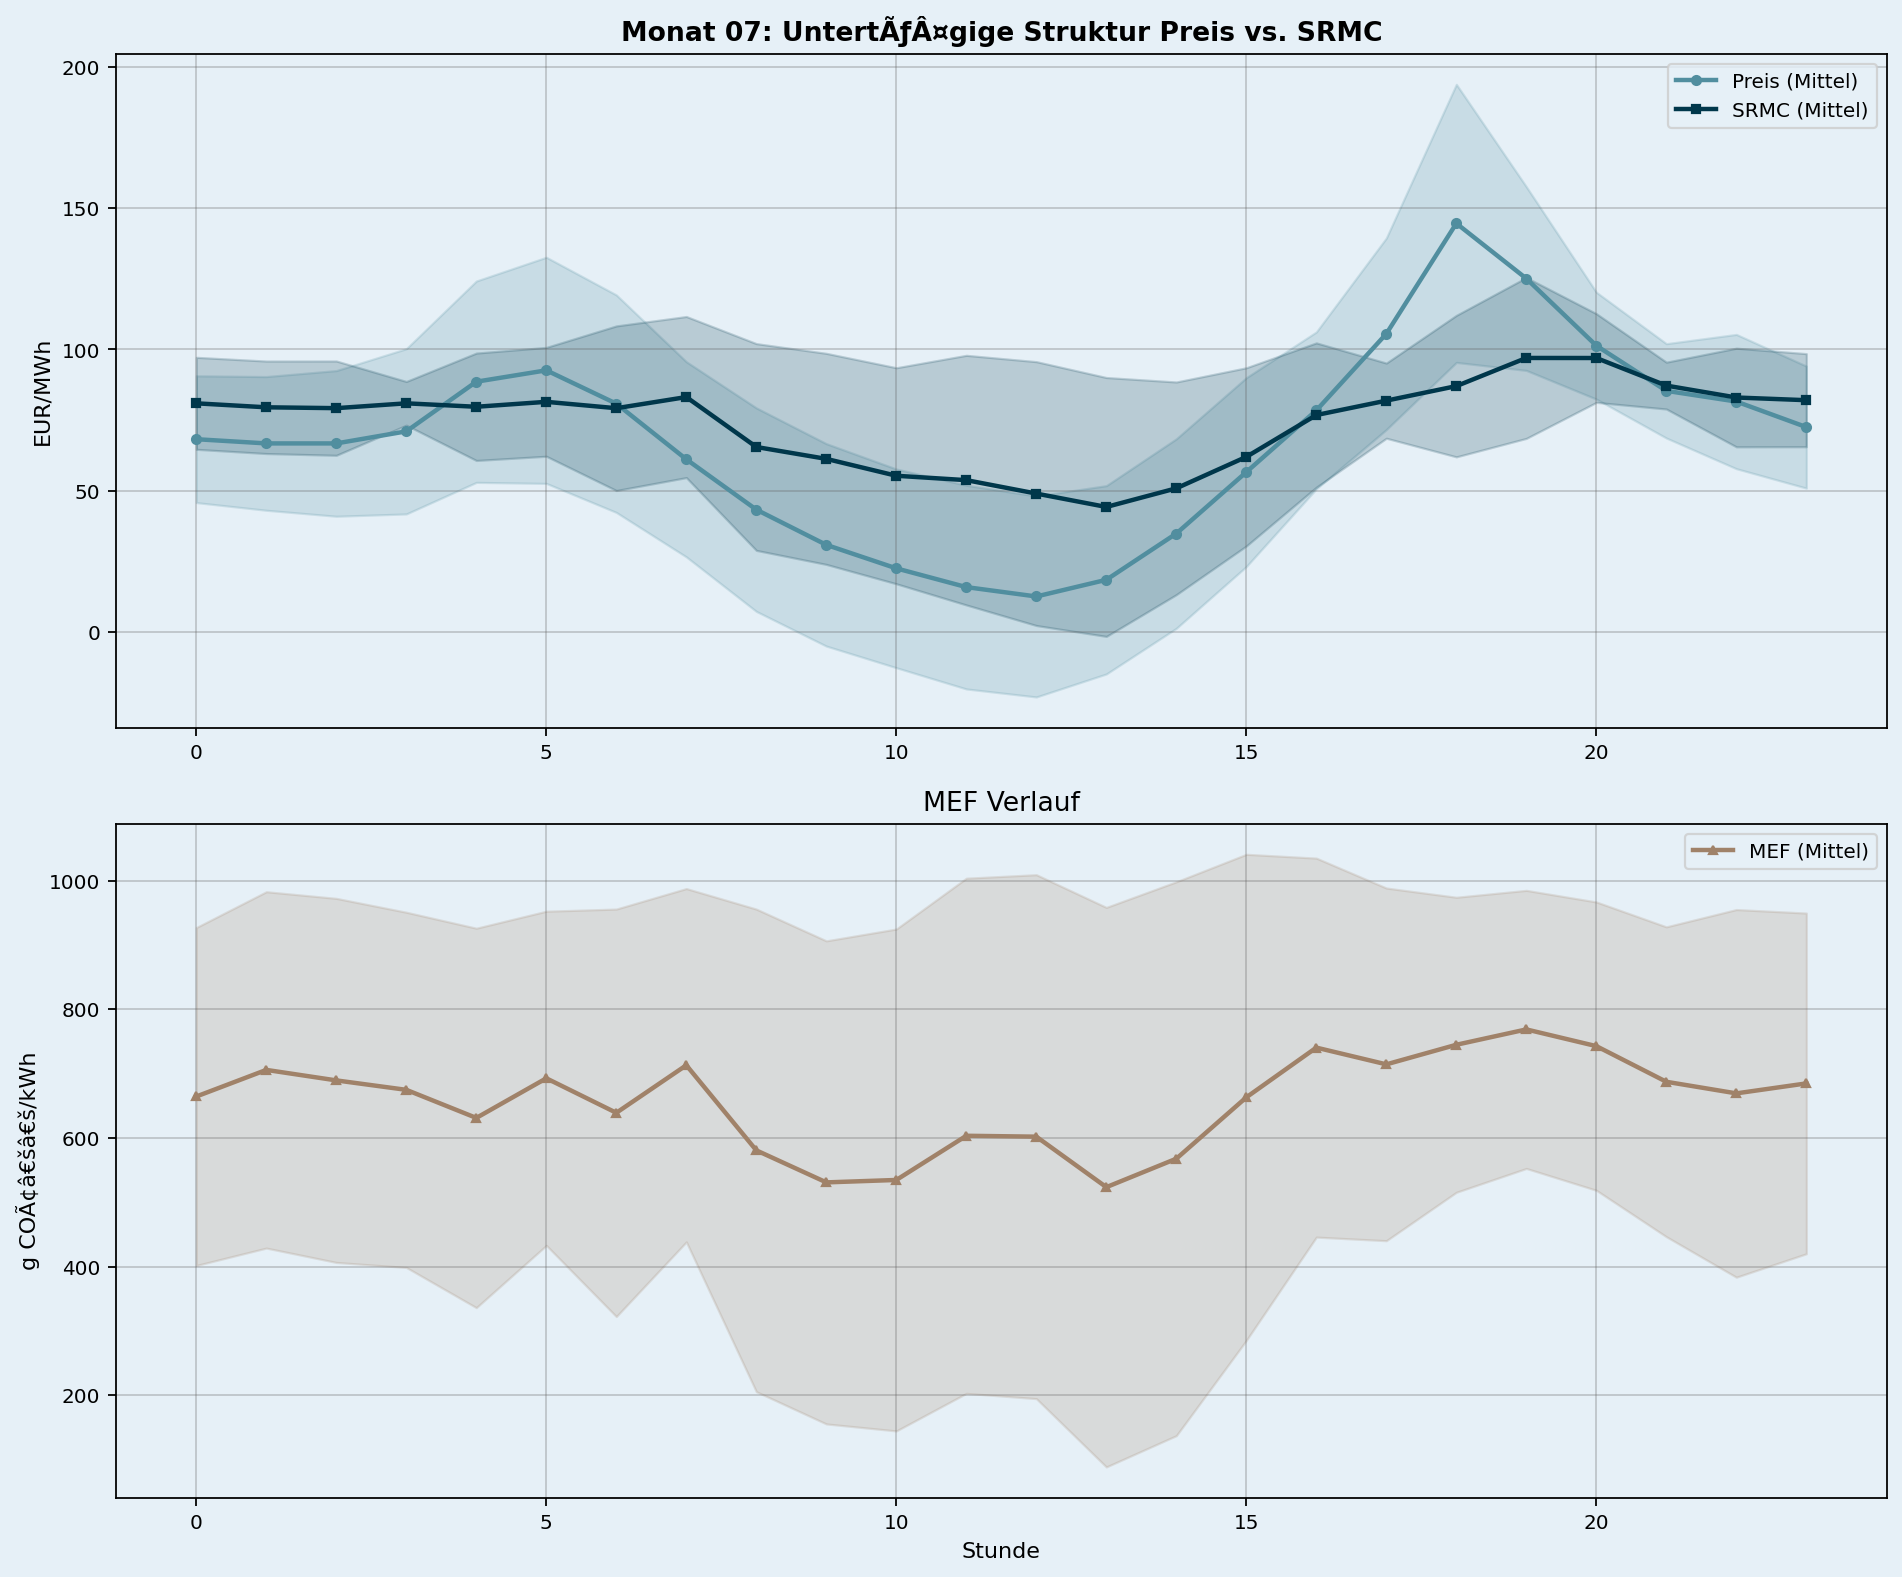 Monat 07: UntertÃƒÂ¤gige Struktur Preis vs. SRMC
EUR/MWh
200
150
100
50
0
Preis (Mittel)
SRMC (Mittel)
0 5 10 15 20
MEF Verlauf
g COÃ¢â€šâ€š/kWh
1000
800
600
400
200
MEF (Mittel)
0 5 10 15 20
Stunde